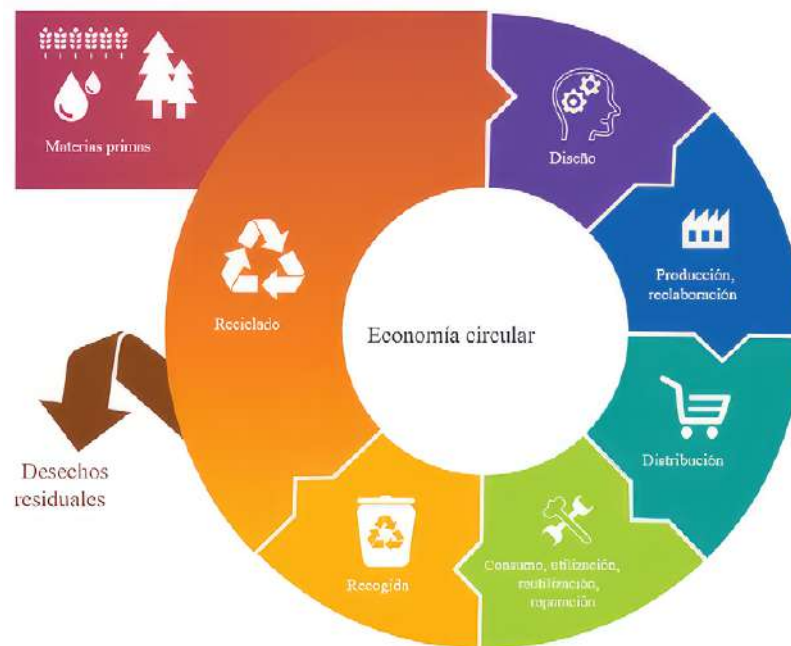 Materias primas
Diseño
Producción,
reelaboración
Distribución
Consumo, utilización,
reutilización,
reparación
Recogida
Reciclado
Desechos
residuales
Economía circular